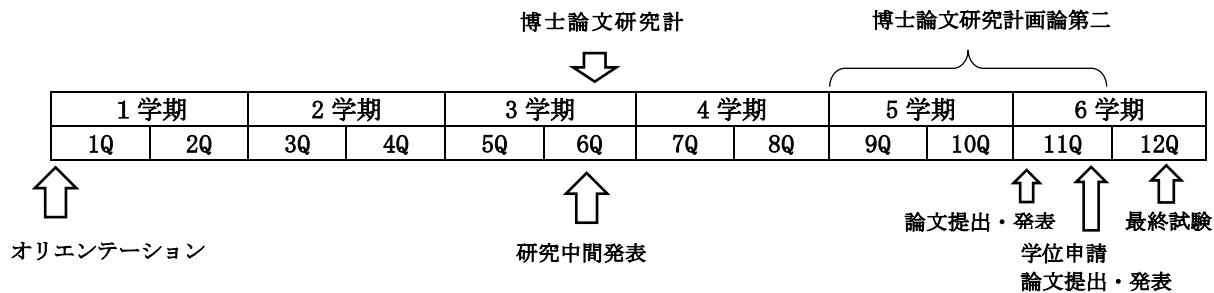 博士論文研究計
博士論文研究計画論第二
1 学期 2 学期 3 学期 4 学期 5 学期 6 学期
1Q 2Q 3Q 4Q 5Q 6Q 7Q 8Q 9Q 10Q 11Q 12Q
論文提出・発表
最終試験
オリエンテーション
研究中間発表
学位申請
論文提出・発表